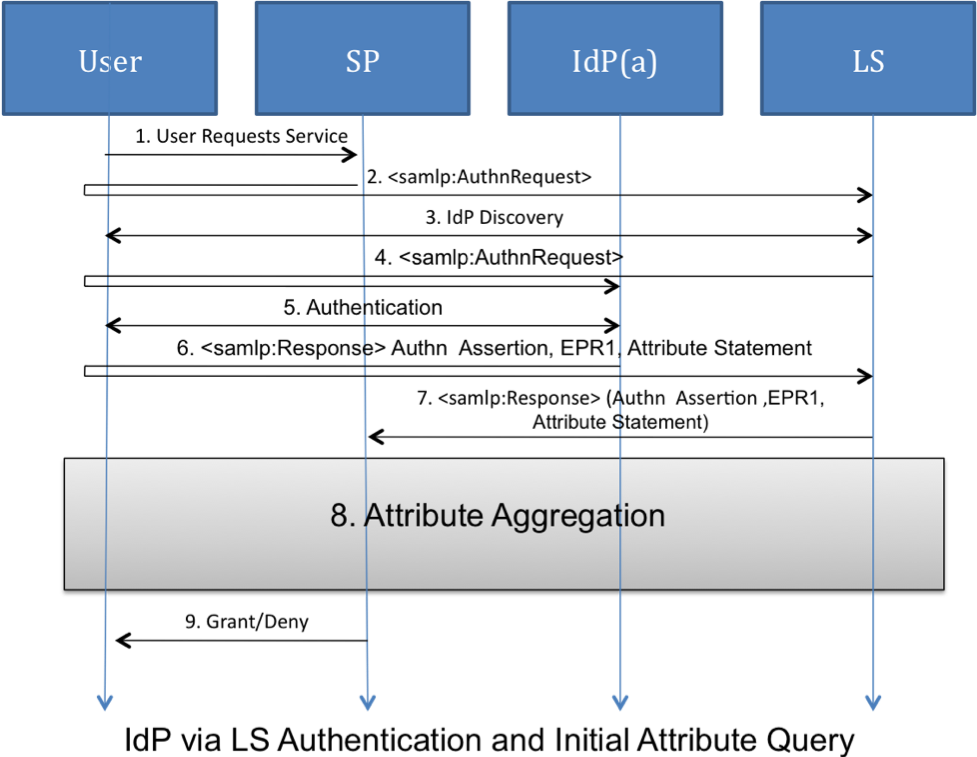 User
SP
IdP(a)
LS
1. User Requests Service
2. <samlp:AuthnRequest>
3. IdP Discovery
4. <samlp:AuthnRequest>
5. Authentication
6. <samlp:Response> Authn Assertion, EPR1, Attribute Statement
7. <samlp:Response> (Authn Assertion ,EPR1,
Attribute Statement)
8. Attribute Aggregation
9. Grant/Deny
IdP via LS Authentication and Initial Attribute Query